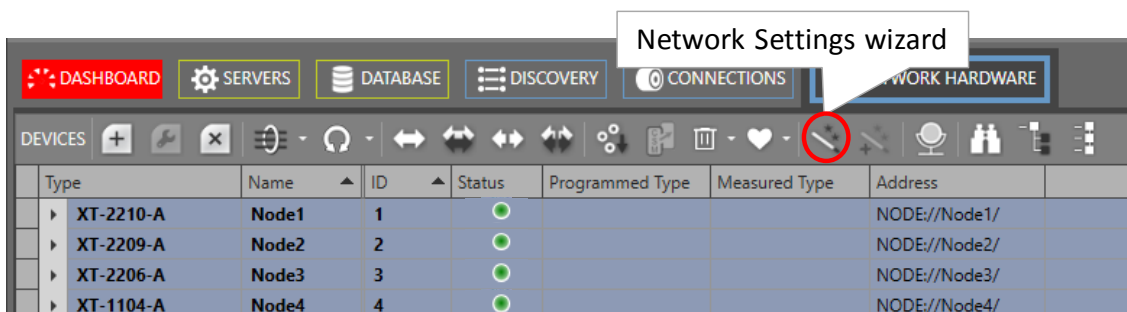 Network Settings wizard
DASHBOARD SERVERS DATABASE DISCOVERY CONNECTIONS WORK HARDWARE
DEVICES
Type Name ID Status Programmed Type Measured Type Address
XT-2210-A Node1 1 NODE://Node1/
XT-2209-A Node2 2 NODE://Node2/
XT-2206-A Node3 3 NODE://Node3/
XT-1104-A Node4 4 NODE://Node4/